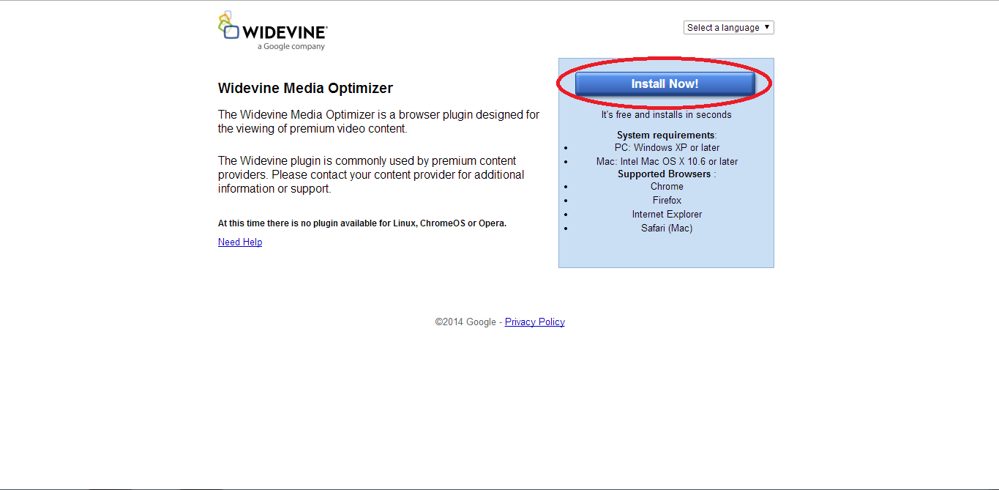 WIDEVINE
a Google company
Select a language
Install Now!
It's free and installs in seconds
System requirements:
PC: Windows XP or later
Mac: Intel Mac OS X 10.6 or later
Supported Browsers :
Chrome
Firefox
Internet Explorer
Safari (Mac)
Widevine Media Optimizer
The Widevine Media Optimizer is a browser plugin designed for
the viewing of premium video content.
The Widevine plugin is commonly used by premium content
providers. Please contact your content provider for additional
information or support.
At this time there is no plugin available for Linux, ChromeOS or Opera.
Need Help
©2014 Google - Privacy Policy